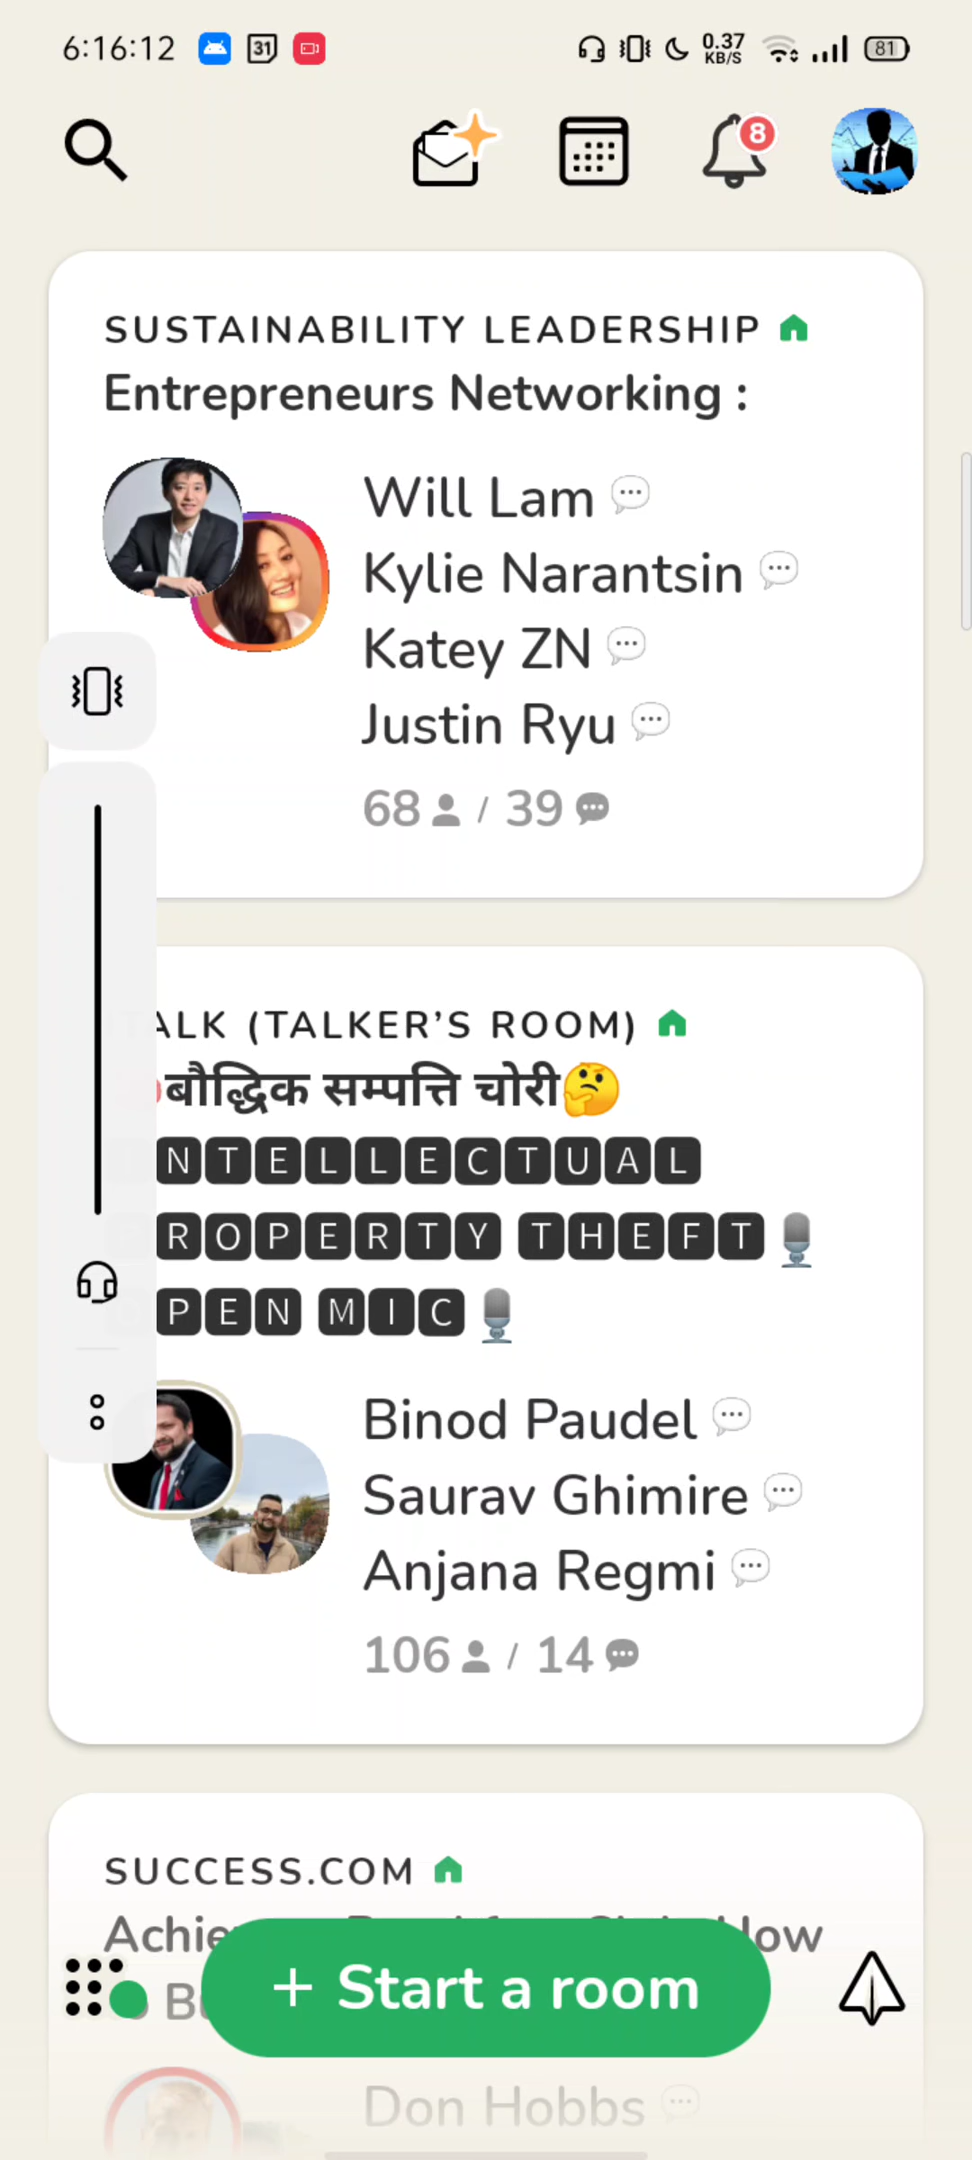 6:16:12 31 0.37 KB/S 81
8
SUSTAINABILITY LEADERSHIP
Entrepreneurs Networking :
Will Lam
Kylie Narantsin
Katey ZN
Justin Ryu
68 / 39
TALK (TALKER’S ROOM)
बौद्धिक सम्पत्ति चोरी🤔
NTELLECTUAL
ROPERTY THEFT🎙️
PEN MIC🎙️
Binod Paudel
Saurav Ghimire
Anjana Regmi
106 / 14
SUCCESS.COM
+ Start a room
Don Hobbs